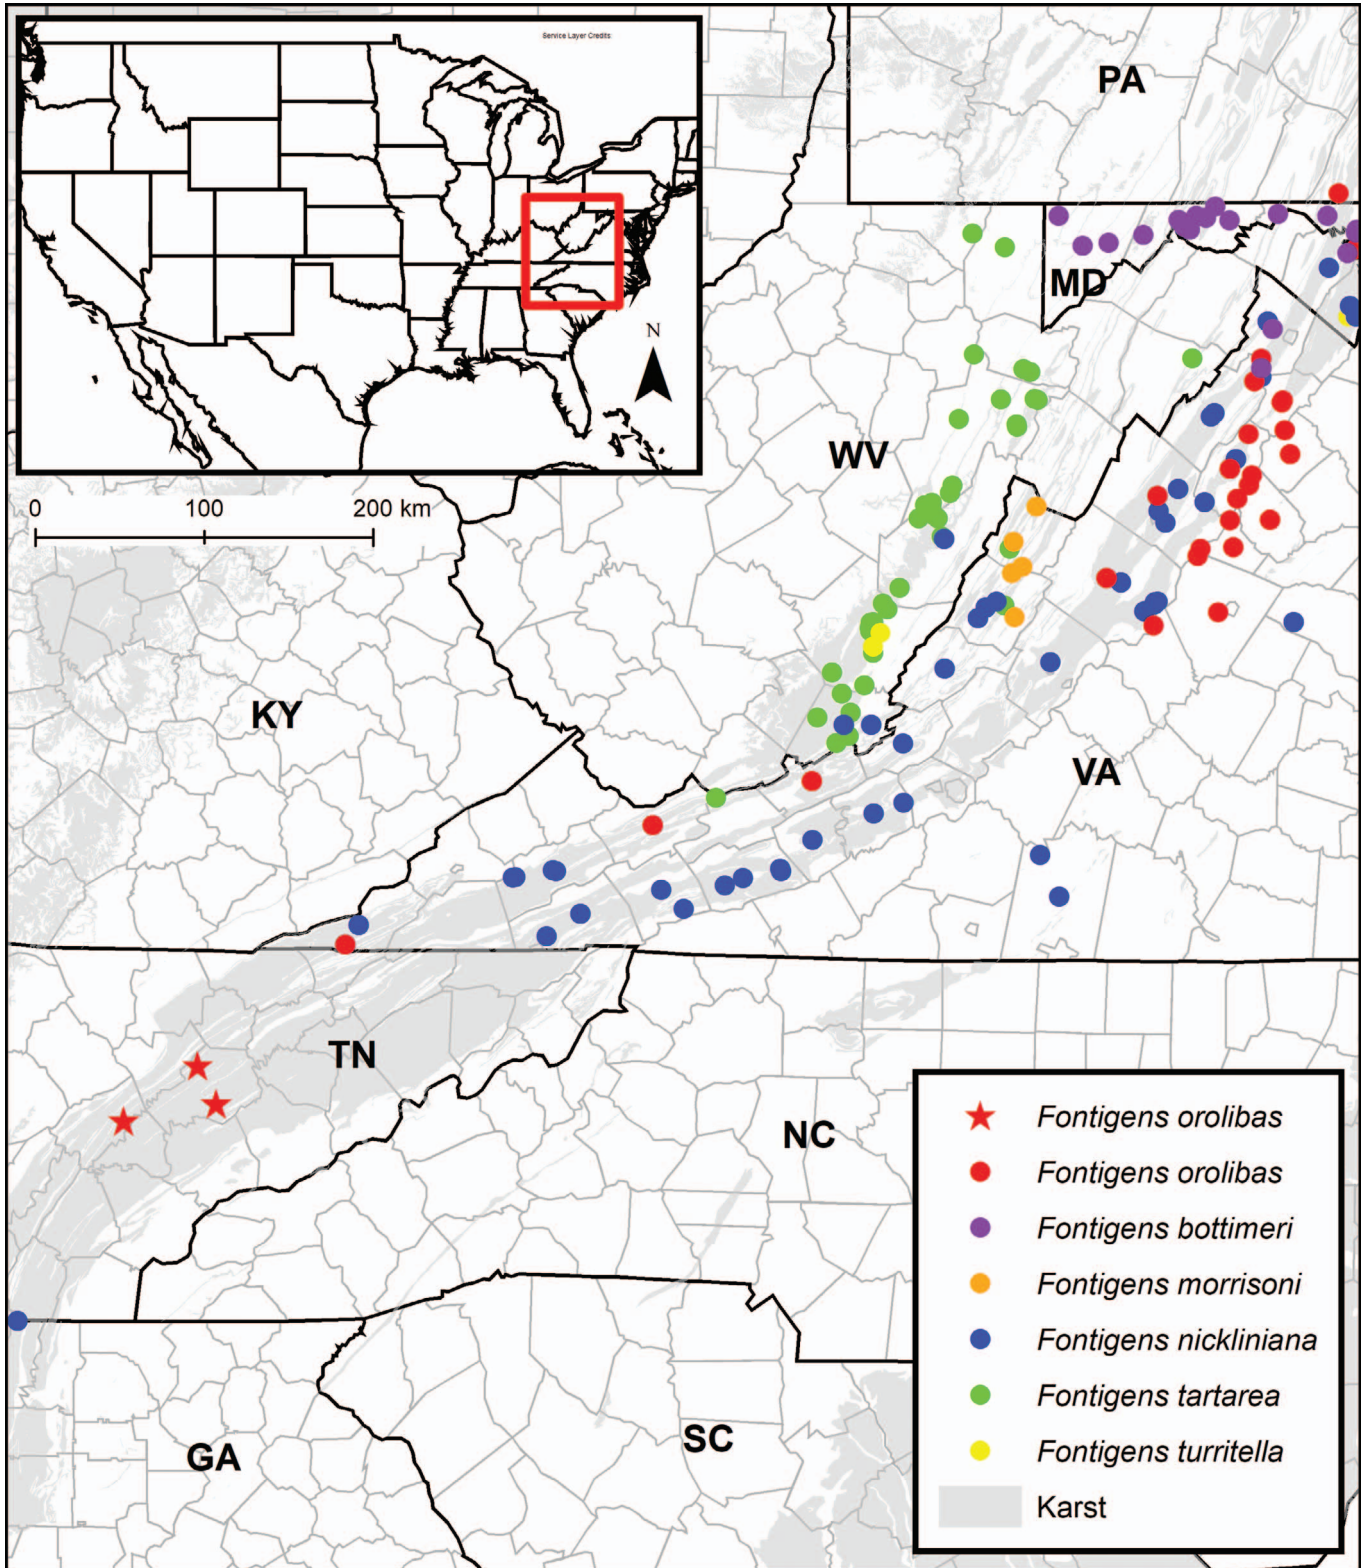 Service Layer Credits
N
0 100 200 km
PA
MD
WV
KY
VA
TN
NC
SC
GA
Fontigens orolibas
Fontigens orolibas
Fontigens bottimeri
Fontigens morrisoni
Fontigens nickliniana
Fontigens tartarea
Fontigens turritella
Karst